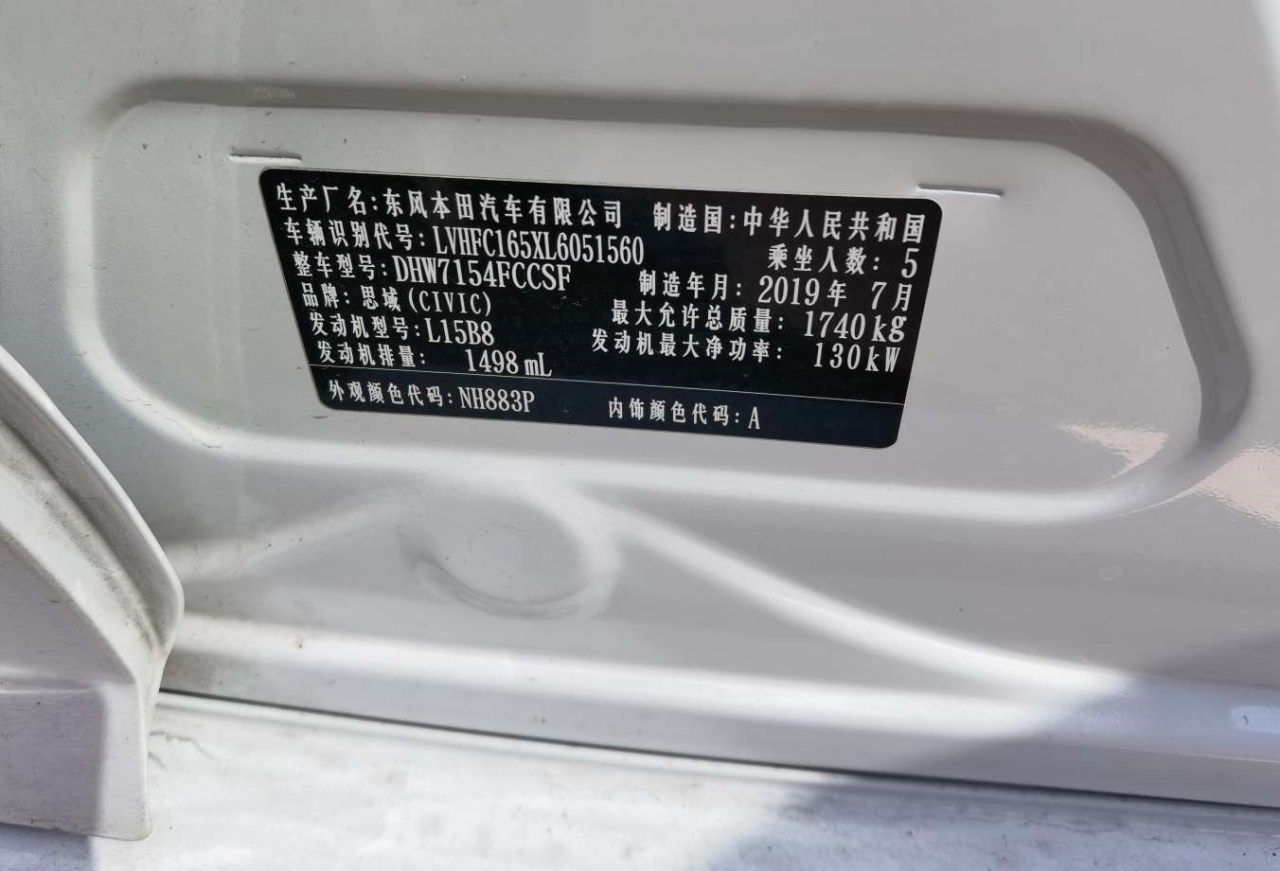 生产厂名:东风本田汽车有限公司 制造国:中华人民共和国
车辆识别代号:LVHFC165XL6051560 乘坐人数: 5
整车型号:DHW7154FCCSF 制造年月: 2019年 7月
品牌: 思域(CIVIC) 最大允许总质量: 1740kg
发动机型号:L15B8 发动机最大净功率: 130kW
发动机排量: 1498mL
外观颜色代码:NH883P 内饰颜色代码:A